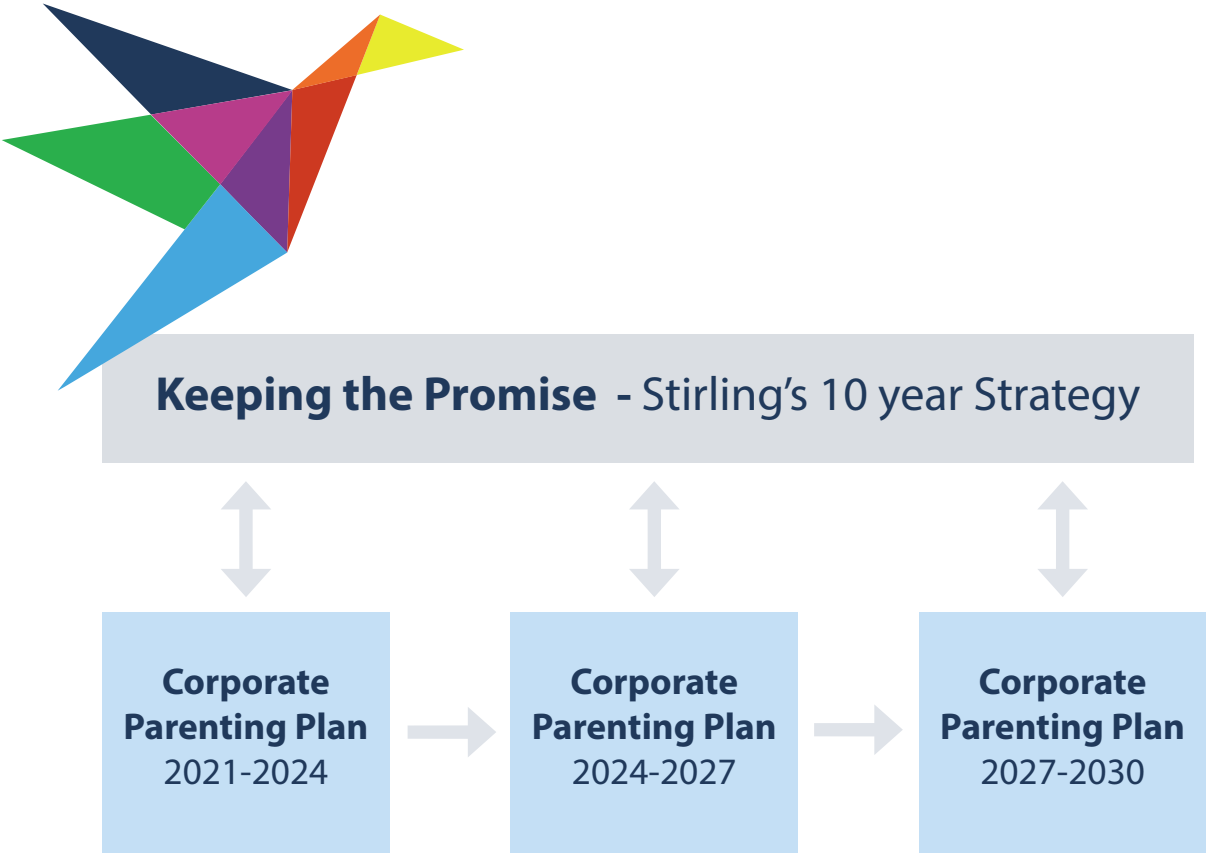 Keeping the Promise - Stirling’s 10 year Strategy
Corporate
Parenting Plan
2021-2024
Corporate
Parenting Plan
2024-2027
Corporate
Parenting Plan
2027-2030